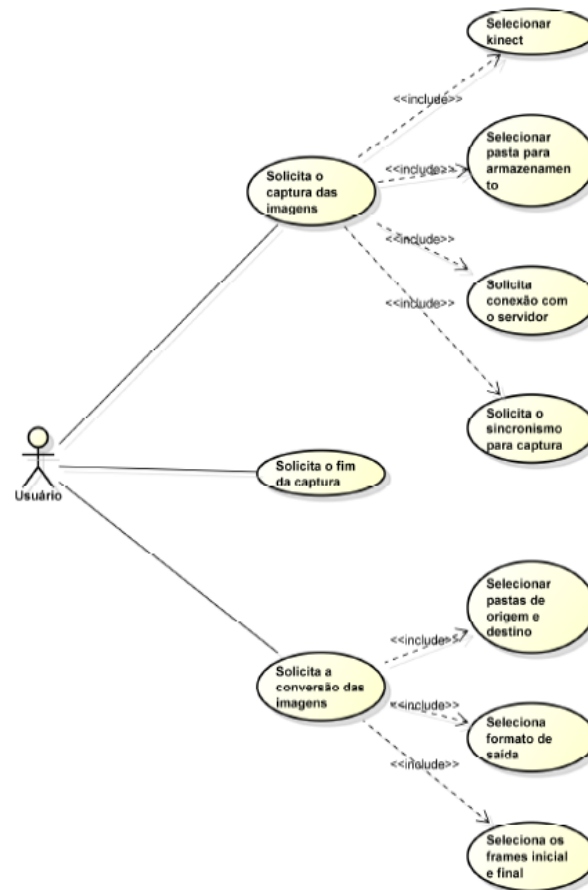 Selecionar
kinect
<<include>>
Selecionar
pasta para
armazenamen
to
<<include>>
Solicita o
captura das
imagens
<<include>>
Solicita
conexão com
o servidor
<<include>>
Solicita o
sincronismo
para captura
Usuário
Solicita o fim
da captura
Selecionar
pastas de
origem e
destino
<<include>>
Solicita a
conversão das
imagens
<<include>>
Seleciona
formato de
saída
<<include>>
Seleciona os
frames inicial
e final